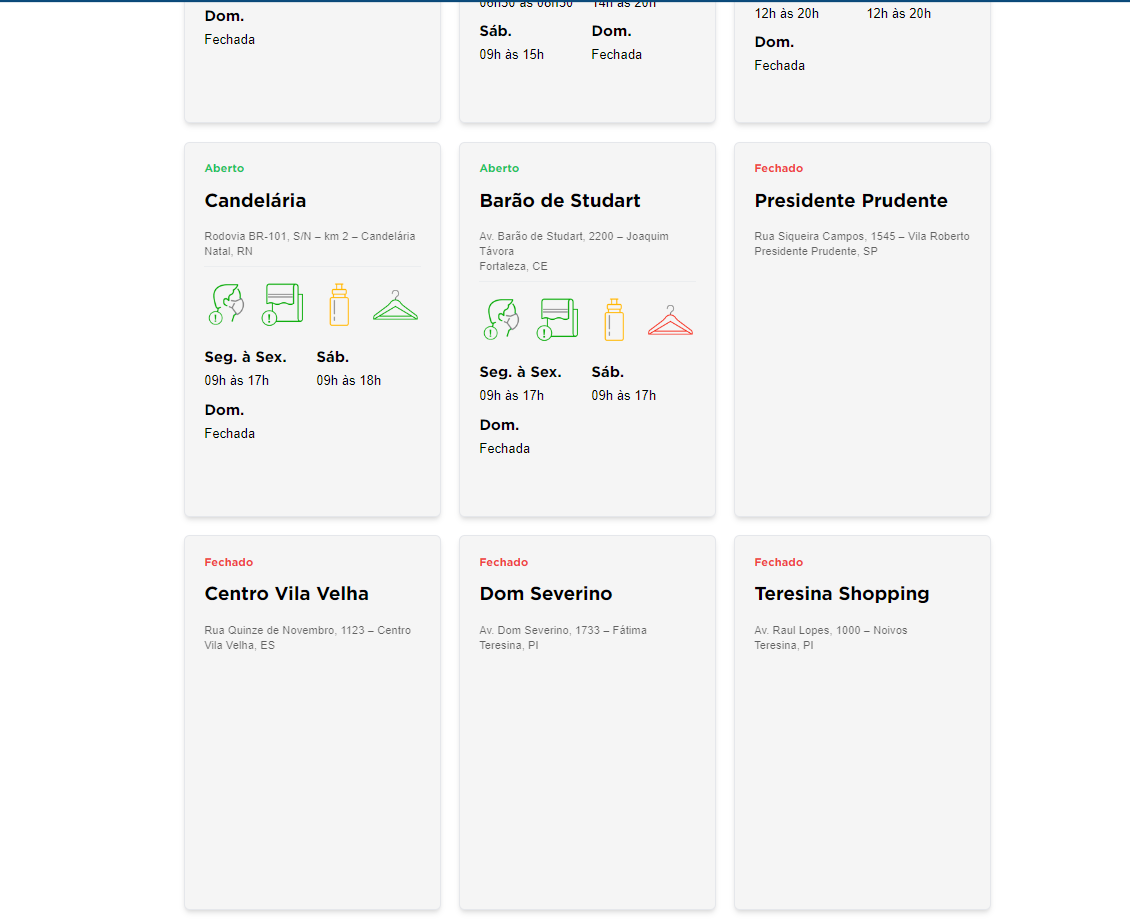 Dom.
Fechada
14h às 20h
Sáb. Dom.
09h às 15h Fechada
12h às 20h 12h às 20h
Dom.
Fechada
Aberto
Candelária
Rodovia BR-101, S/N – km 2 – Candelária
Natal, RN
Seg. à Sex. Sáb.
09h às 17h 09h às 18h
Dom.
Fechada
Aberto
Barão de Studart
Av. Barão de Studart, 2200 – Joaquim
Távora
Fortaleza, CE
Seg. à Sex. Sáb.
09h às 17h 09h às 17h
Dom.
Fechada
Fechado
Presidente Prudente
Rua Siqueira Campos, 1545 – Vila Roberto
Presidente Prudente, SP
Fechado
Centro Vila Velha
Rua Quinze de Novembro, 1123 – Centro
Vila Velha, ES
Fechado
Dom Severino
Av. Dom Severino, 1733 – Fátima
Teresina, PI
Fechado
Teresina Shopping
Av. Raul Lopes, 1000 – Noivos
Teresina, PI